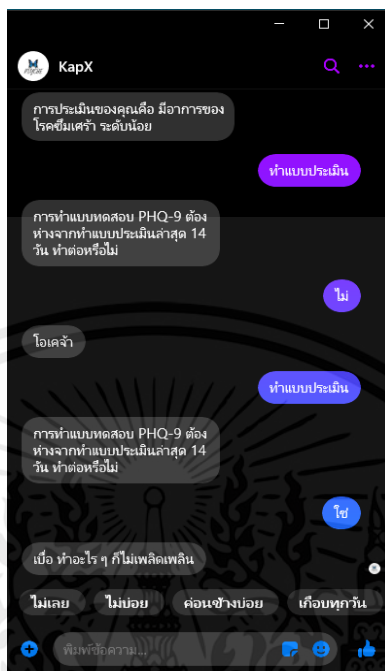 KapX
การประเมินของคุณคือ มีอาการของ
โรคซึมเศร้า ระดับน้อย
ทำแบบประเมิน
การทำแบบทดสอบ PHQ-9 ต้อง
ห่างจากทำแบบประเมินล่าสุด 14
วัน ทำต่อหรือไม่
ไม่
โอเคจ้า
ทำแบบประเมิน
การทำแบบทดสอบ PHQ-9 ต้อง
ห่างจากทำแบบประเมินล่าสุด 14
วัน ทำต่อหรือไม่
ใช่
เบื่อ ทำอะไร ๆ ก็ไม่เพลิดเพลิน
ไม่เลย ไม่บ่อย ค่อนข้างบ่อย เกือบทุกวัน
พิมพ์ข้อความ...